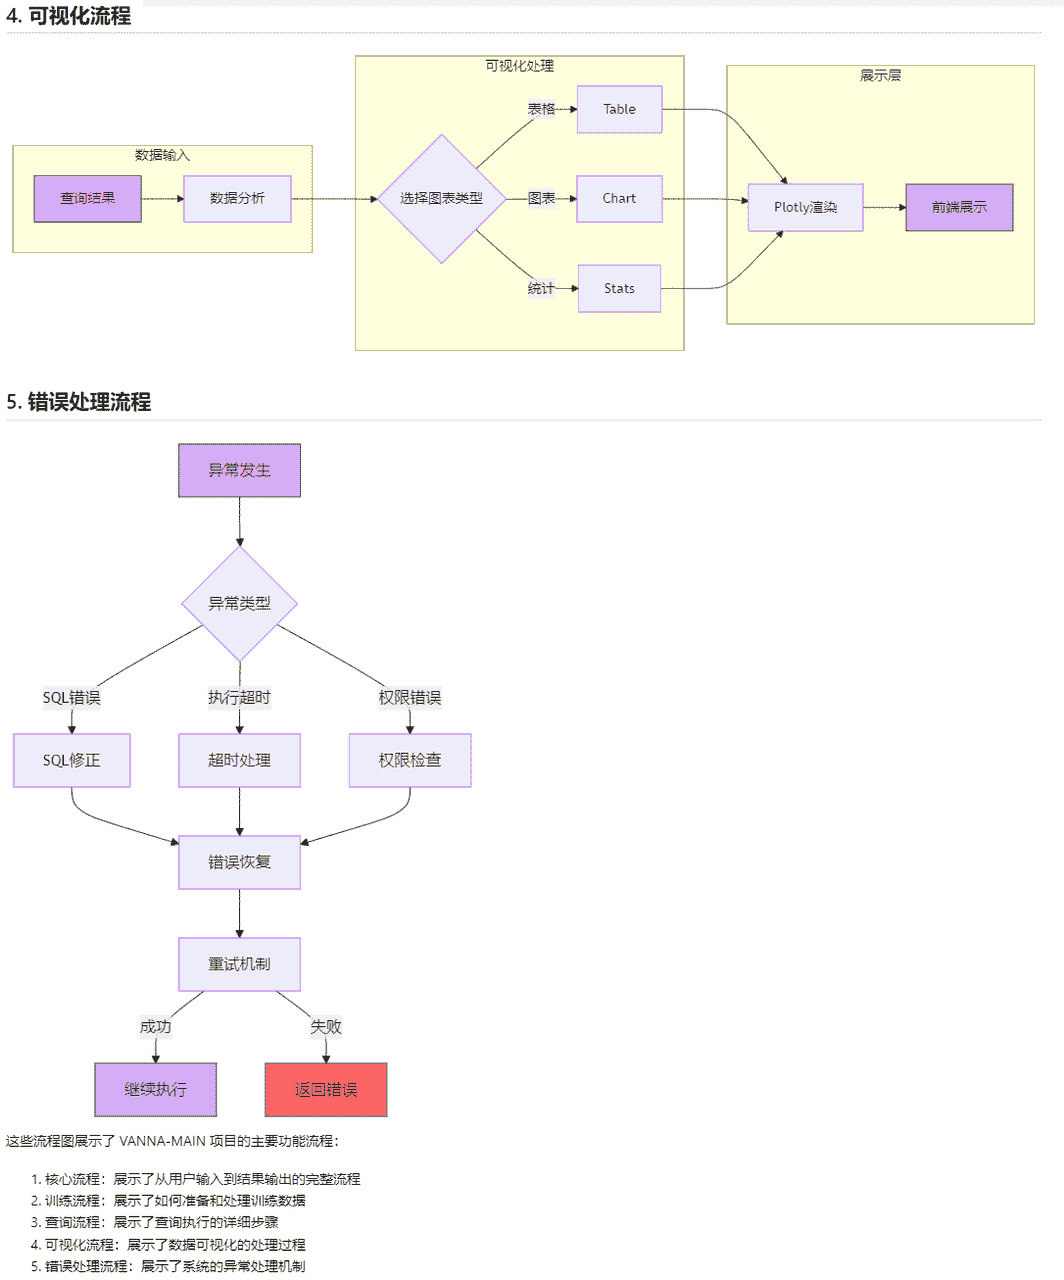 4. 可视化流程
可视化处理
展示层
数据输入
表格
Table
查询结果
数据分析
选择图表类型
图表
Chart
Plotly渲染
前端展示
统计
Stats
5. 错误处理流程
异常发生
异常类型
SQL错误
执行超时
权限错误
SQL修正
超时处理
权限检查
错误恢复
重试机制
成功
失败
继续执行
返回错误
这些流程图展示了 VANNA-MAIN 项目的主要功能流程：
1. 核心流程：展示了从用户输入到结果输出的完整流程
2. 训练流程：展示了如何准备和处理训练数据
3. 查询流程：展示了查询执行的详细步骤
4. 可视化流程：展示了数据可视化的处理过程
5. 错误处理流程：展示了系统的异常处理机制